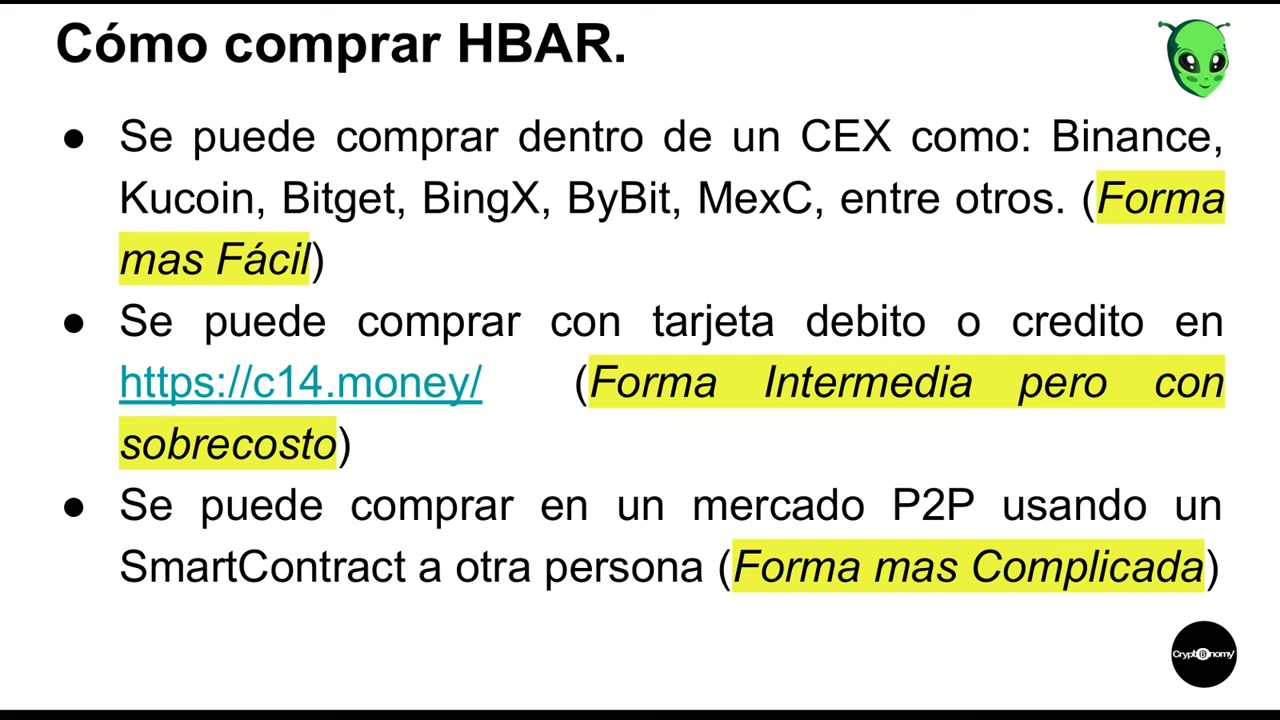 Cómo comprar HBAR.
● Se puede comprar dentro de un CEX como: Binance,
Kucoin, Bitget, BingX, ByBit, MexC, entre otros. (Forma
mas Fácil)
● Se puede comprar con tarjeta debito o credito en
https://c14.money/ (Forma Intermedia pero con
sobrecosto)
● Se puede comprar en un mercado P2P usando un
SmartContract a otra persona (Forma mas Complicada)
Cryptonomy